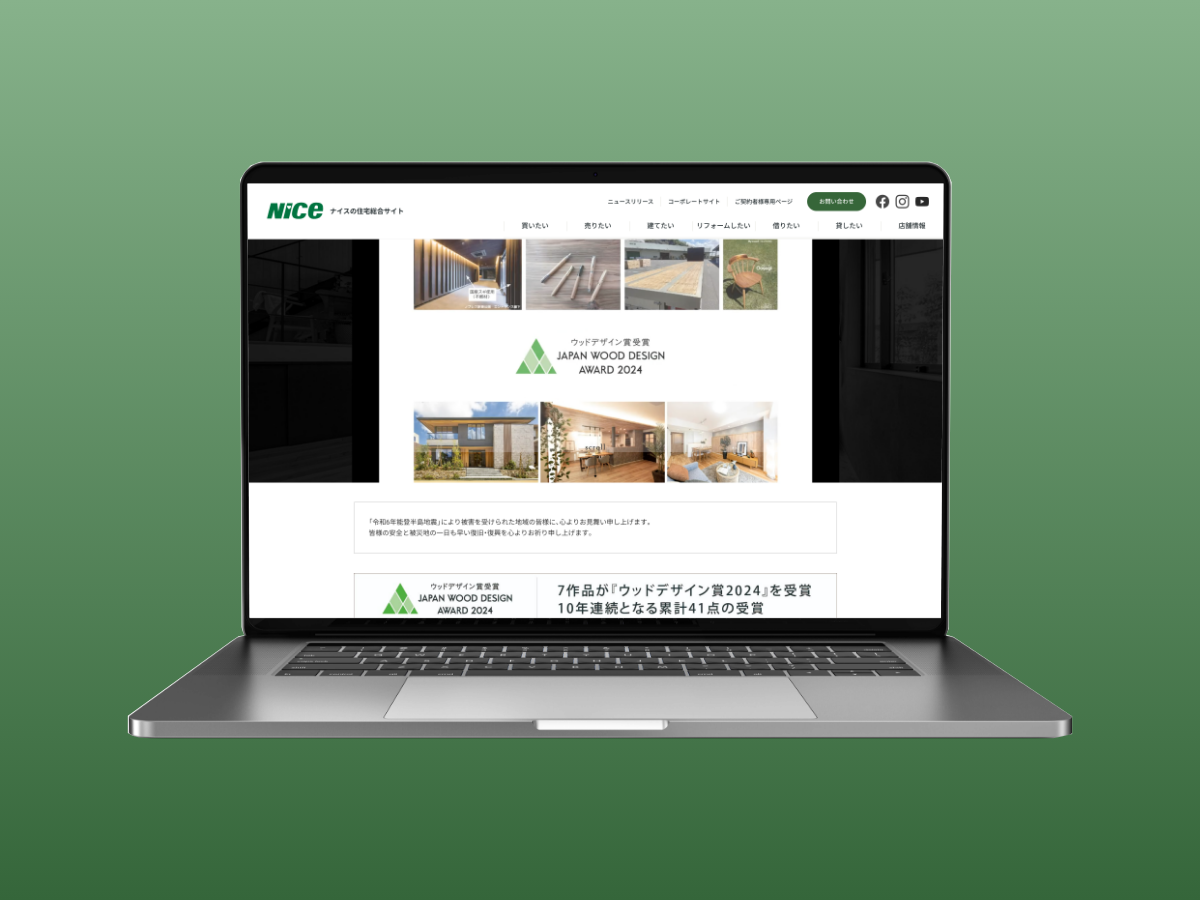 NICE ナイスの住宅総合サイト
ニュースリリース コーポレートサイト ご契約者様専用ページ お問い合わせ
買いたい 売りたい 建てたい リフォームしたい 借りたい 貸したい 店舗情報
ウッドデザイン賞受賞
JAPAN WOOD DESIGN
AWARD 2024
scroll
「令和6年能登半島地震」により被害を受けられた地域の皆様に、心よりお見舞い申し上げます。
皆様の安全と被災地の一日も早い復旧・復興を心よりお祈り申し上げます。
ウッドデザイン賞受賞
JAPAN WOOD DESIGN
AWARD 2024
7作品が『ウッドデザイン賞2024』を受賞
10年連続となる累計41点の受賞